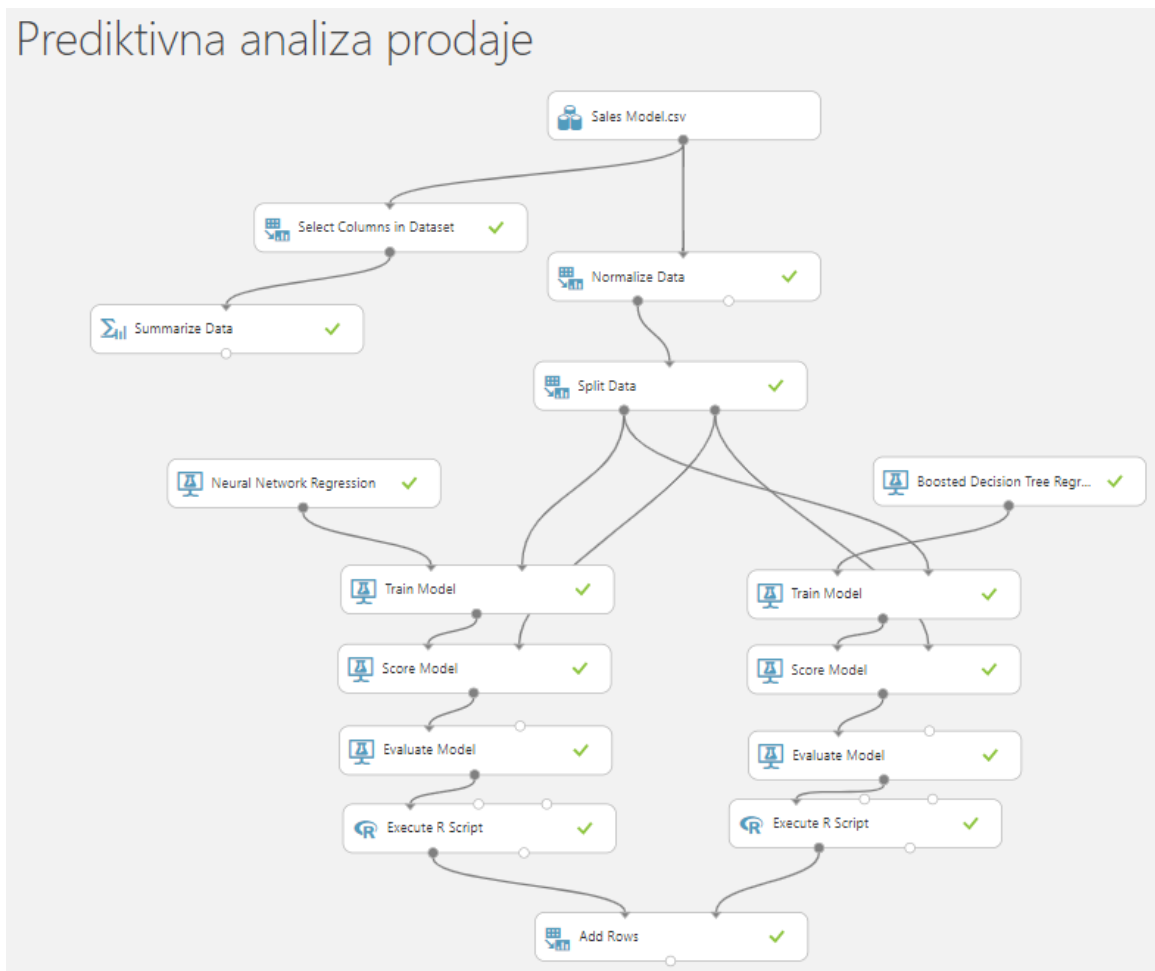 Prediktivna analiza prodaje
Sales Model.csv
Select Columns in Dataset
Normalize Data
Summarize Data
Split Data
Neural Network Regression
Boosted Decision Tree Regr...
Train Model
Train Model
Score Model
Score Model
Evaluate Model
Evaluate Model
Execute R Script
Execute R Script
Add Rows